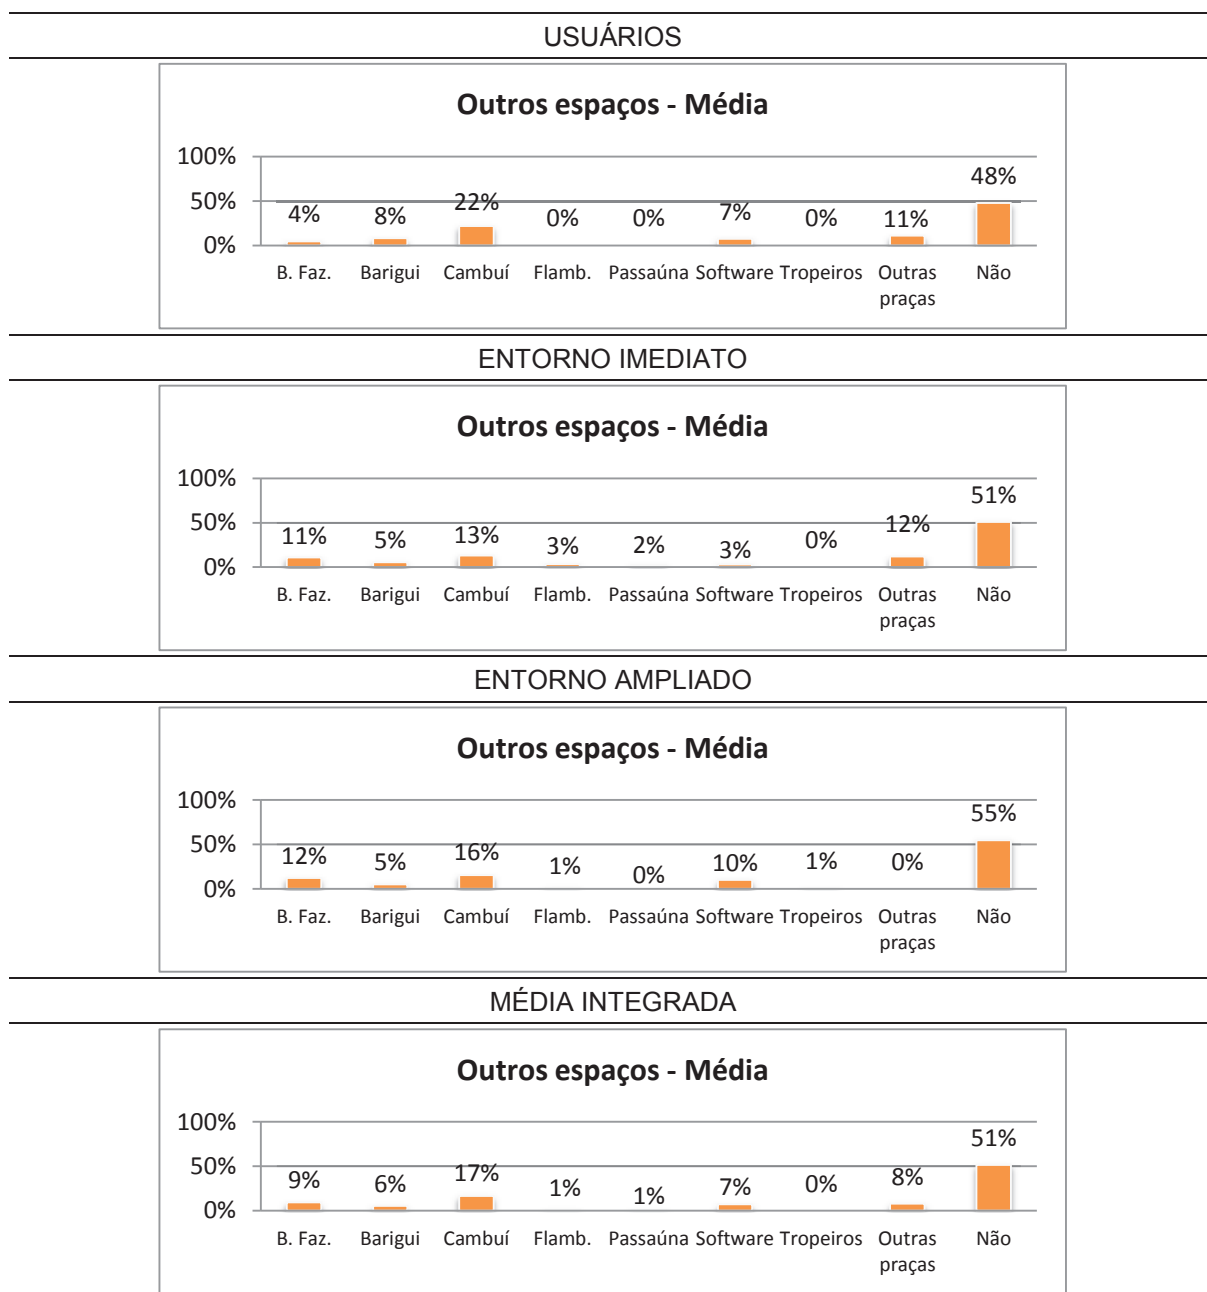 USUÁRIOS
Outros espaços - Média
100%
50%
0%
4% 8% 22% 0% 0% 7% 0% 11% 48%
B. Faz. Barigui Cambuí Flamb. Passaúna Software Tropeiros Outras praças Não
ENTORNO IMEDIATO
Outros espaços - Média
100%
50%
0%
11% 5% 13% 3% 2% 3% 0% 12% 51%
B. Faz. Barigui Cambuí Flamb. Passaúna Software Tropeiros Outras praças Não
ENTORNO AMPLIADO
Outros espaços - Média
100%
50%
0%
12% 5% 16% 1% 0% 10% 1% 0% 55%
B. Faz. Barigui Cambuí Flamb. Passaúna Software Tropeiros Outras praças Não
MÉDIA INTEGRADA
Outros espaços - Média
100%
50%
0%
9% 6% 17% 1% 1% 7% 0% 8% 51%
B. Faz. Barigui Cambuí Flamb. Passaúna Software Tropeiros Outras praças Não